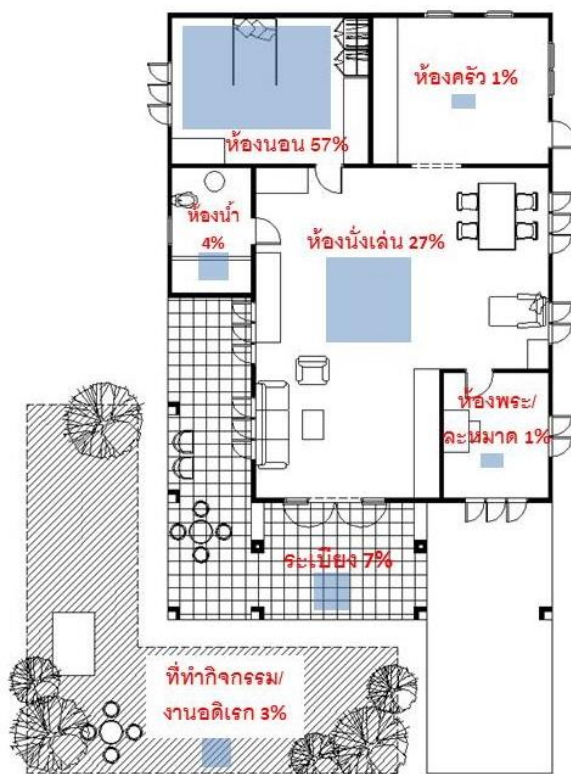 ห้องครัว 1%
ห้องนอน 57%
ห้องน้ำ
4%
ห้องนั่งเล่น 27%
ห้องพระ/
ละหมาด 1%
ระเบียง 7%
ที่ทำกิจกรรม/
งานอดิเรก 3%